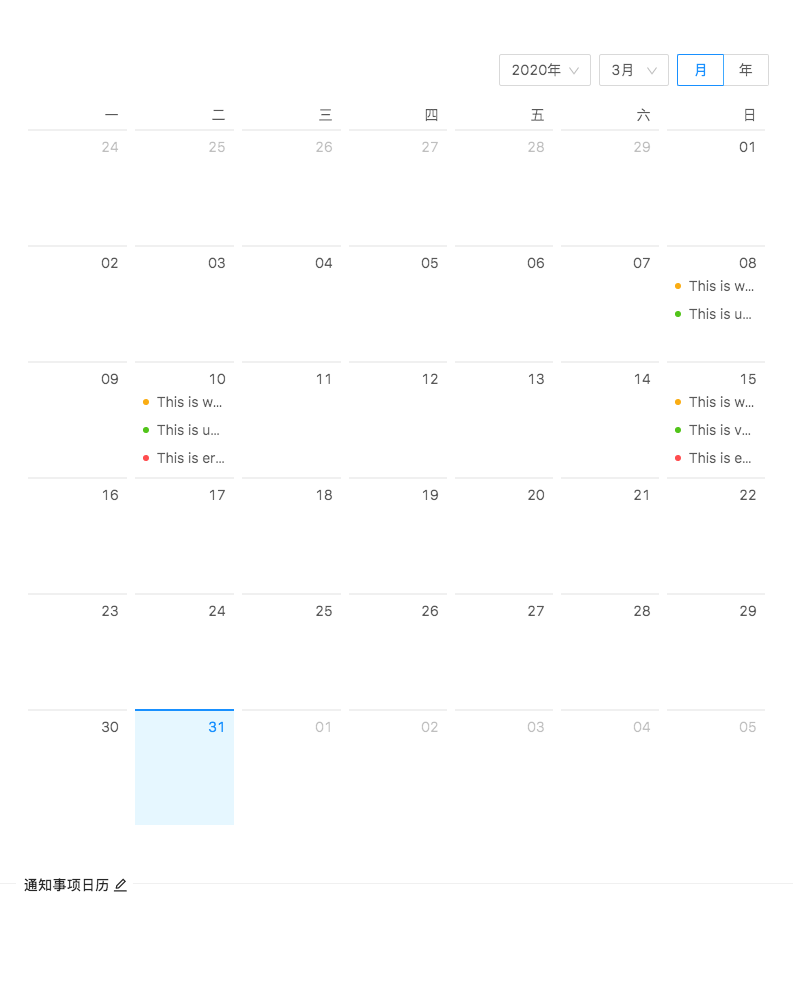 2020年 3月 月 年
一 二 三 四 五 六 日
24 25 26 27 28 29 01
02 03 04 05 06 07 08
This is w...
This is u...
09 10 11 12 13 14 15
This is w... This is w...
This is u... This is v...
This is er... This is e...
16 17 18 19 20 21 22
23 24 25 26 27 28 29
30 31 01 02 03 04 05
通知事项日历